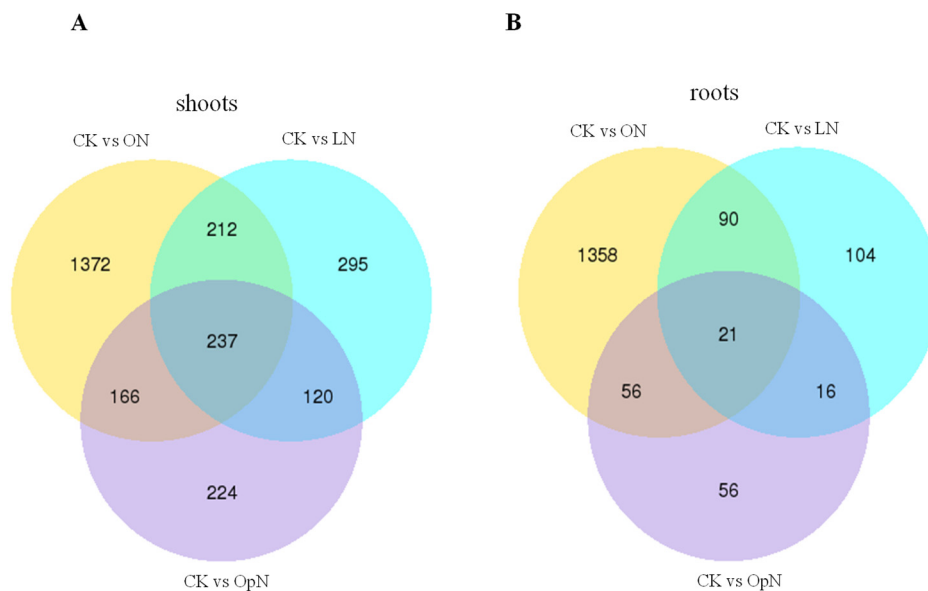 A
shoots
CK vs ON
CK vs LN
212
1372
295
237
166
120
224
CK vs OpN
B
roots
CK vs ON
CK vs LN
90
1358
104
21
56
16
56
CK vs OpN